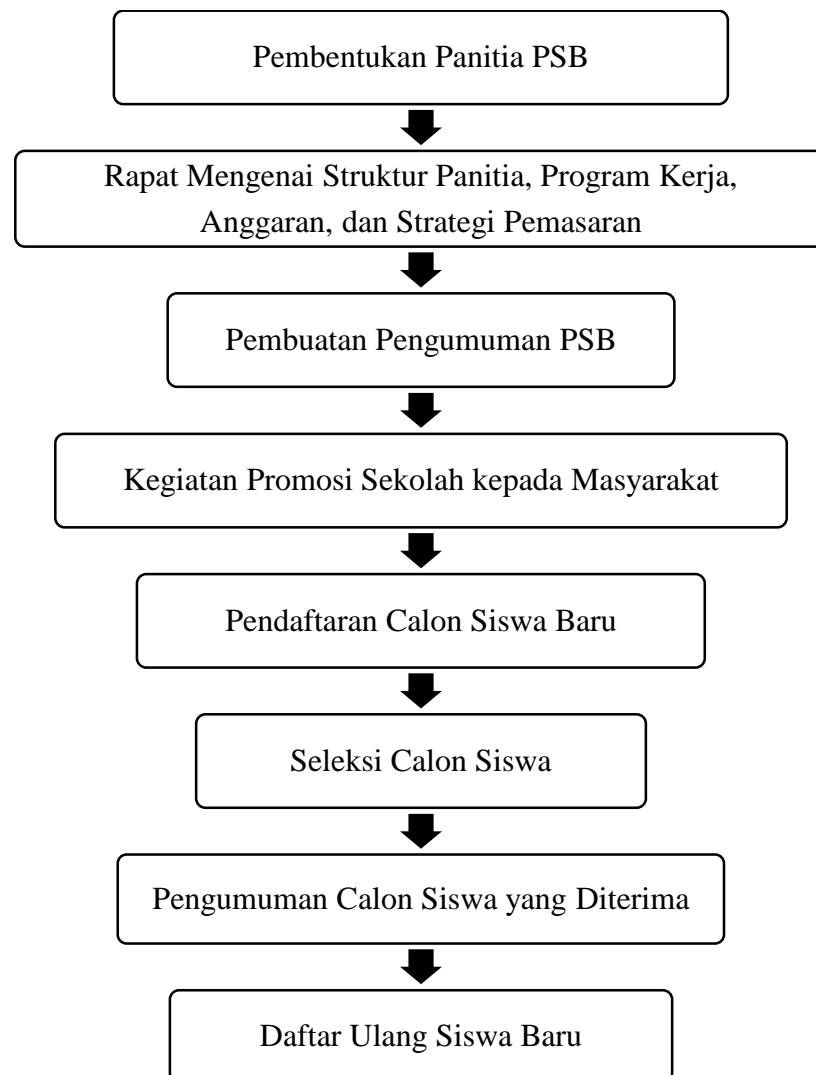 Pembentukan Panitia PSB
Rapat Mengenai Struktur Panitia, Program Kerja,
Anggaran, dan Strategi Pemasaran
Pembuatan Pengumuman PSB
Kegiatan Promosi Sekolah kepada Masyarakat
Pendaftaran Calon Siswa Baru
Seleksi Calon Siswa
Pengumuman Calon Siswa yang Diterima
Daftar Ulang Siswa Baru